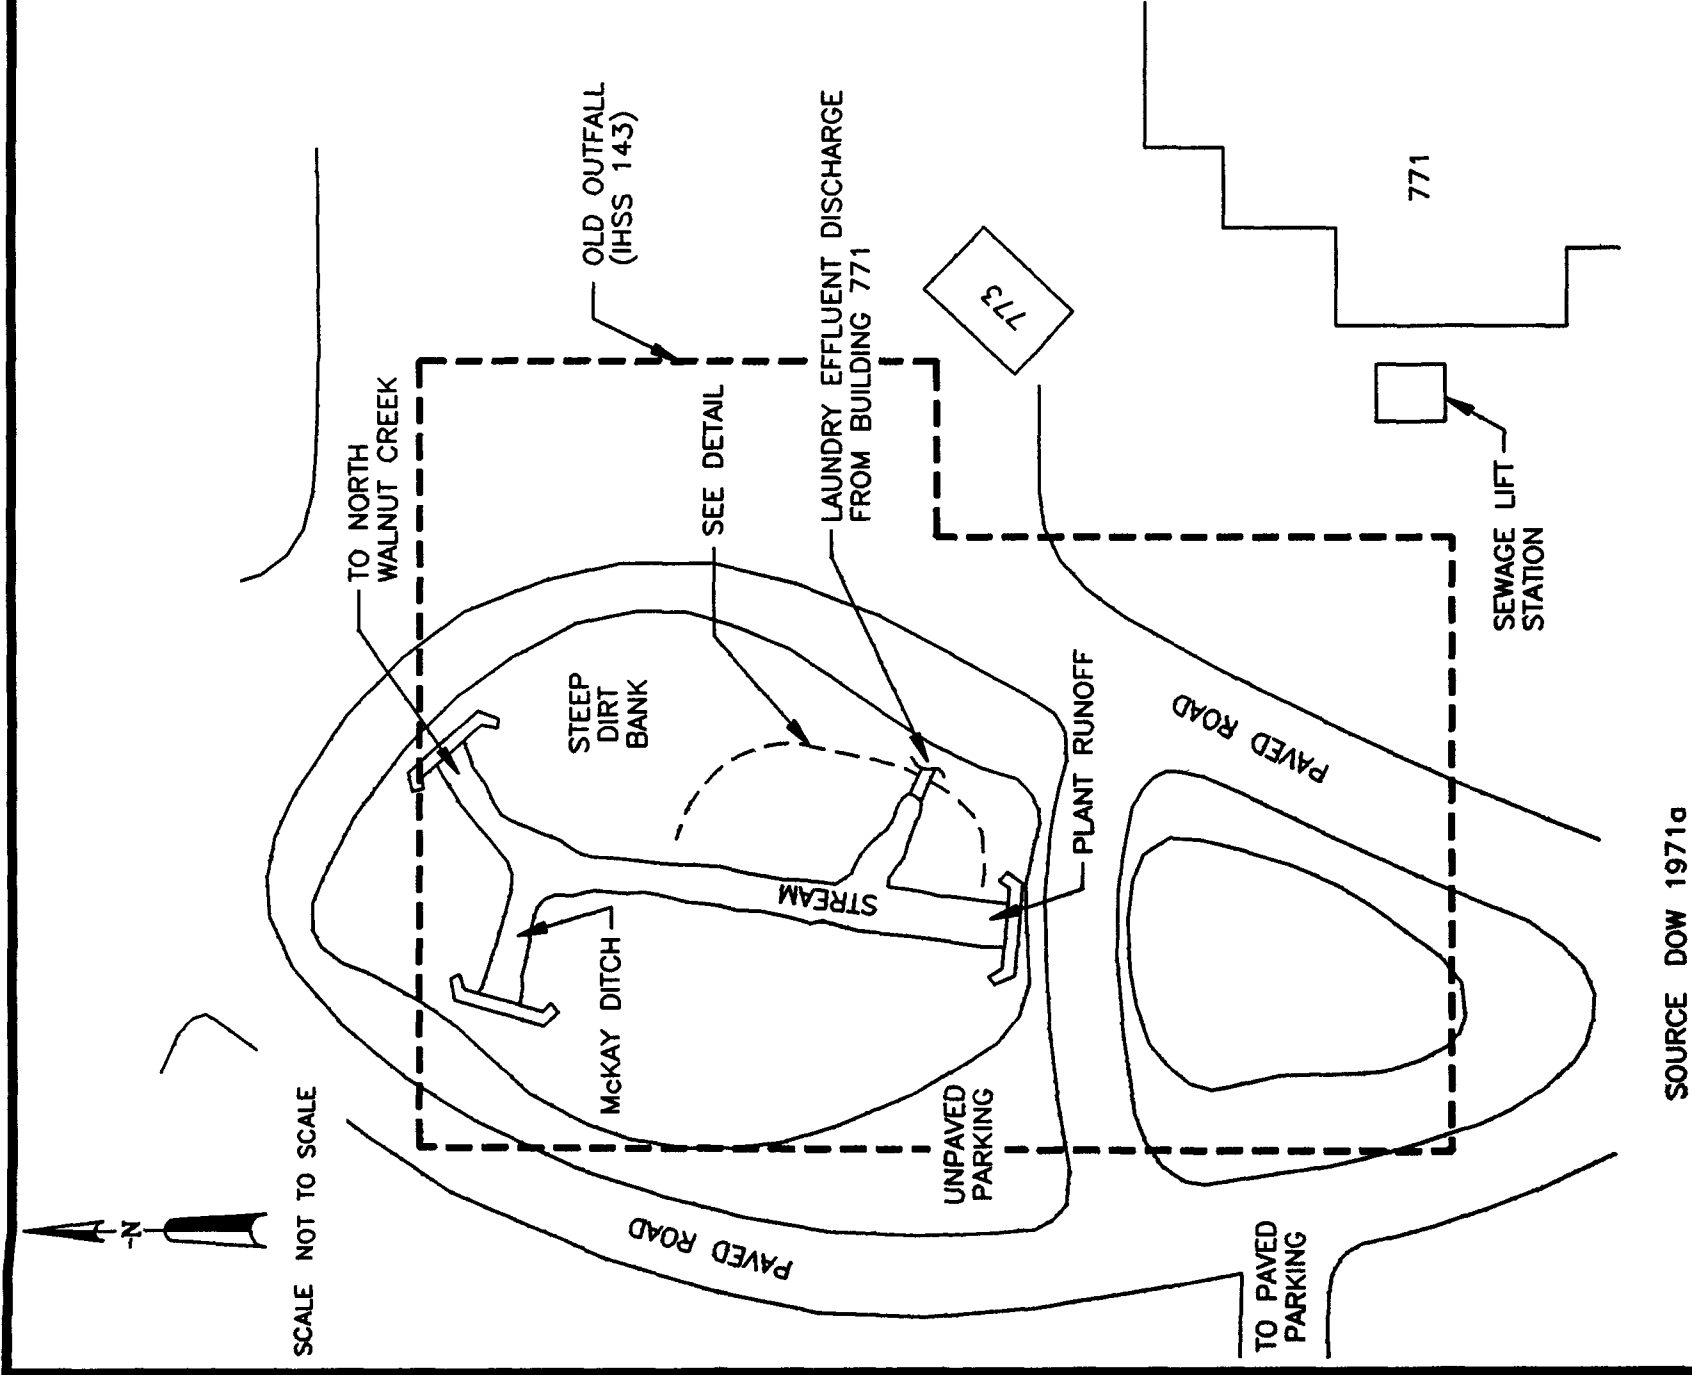 N
SCALE NOT TO SCALE
TO NORTH
WALNUT CREEK
OLD OUTFALL
(IHSS 143)
STEEP
DIRT
BANK
SEE DETAIL
LAUNDRY EFFLUENT DISCHARGE
FROM BUILDING 771
McKAY DITCH
STREAM
PAVED ROAD
UNPAVED
PARKING
PLANT RUNOFF
773
771
PAVED ROAD
TO PAVED
PARKING
SEWAGE LIFT
STATION
SOURCE DOW 1971a